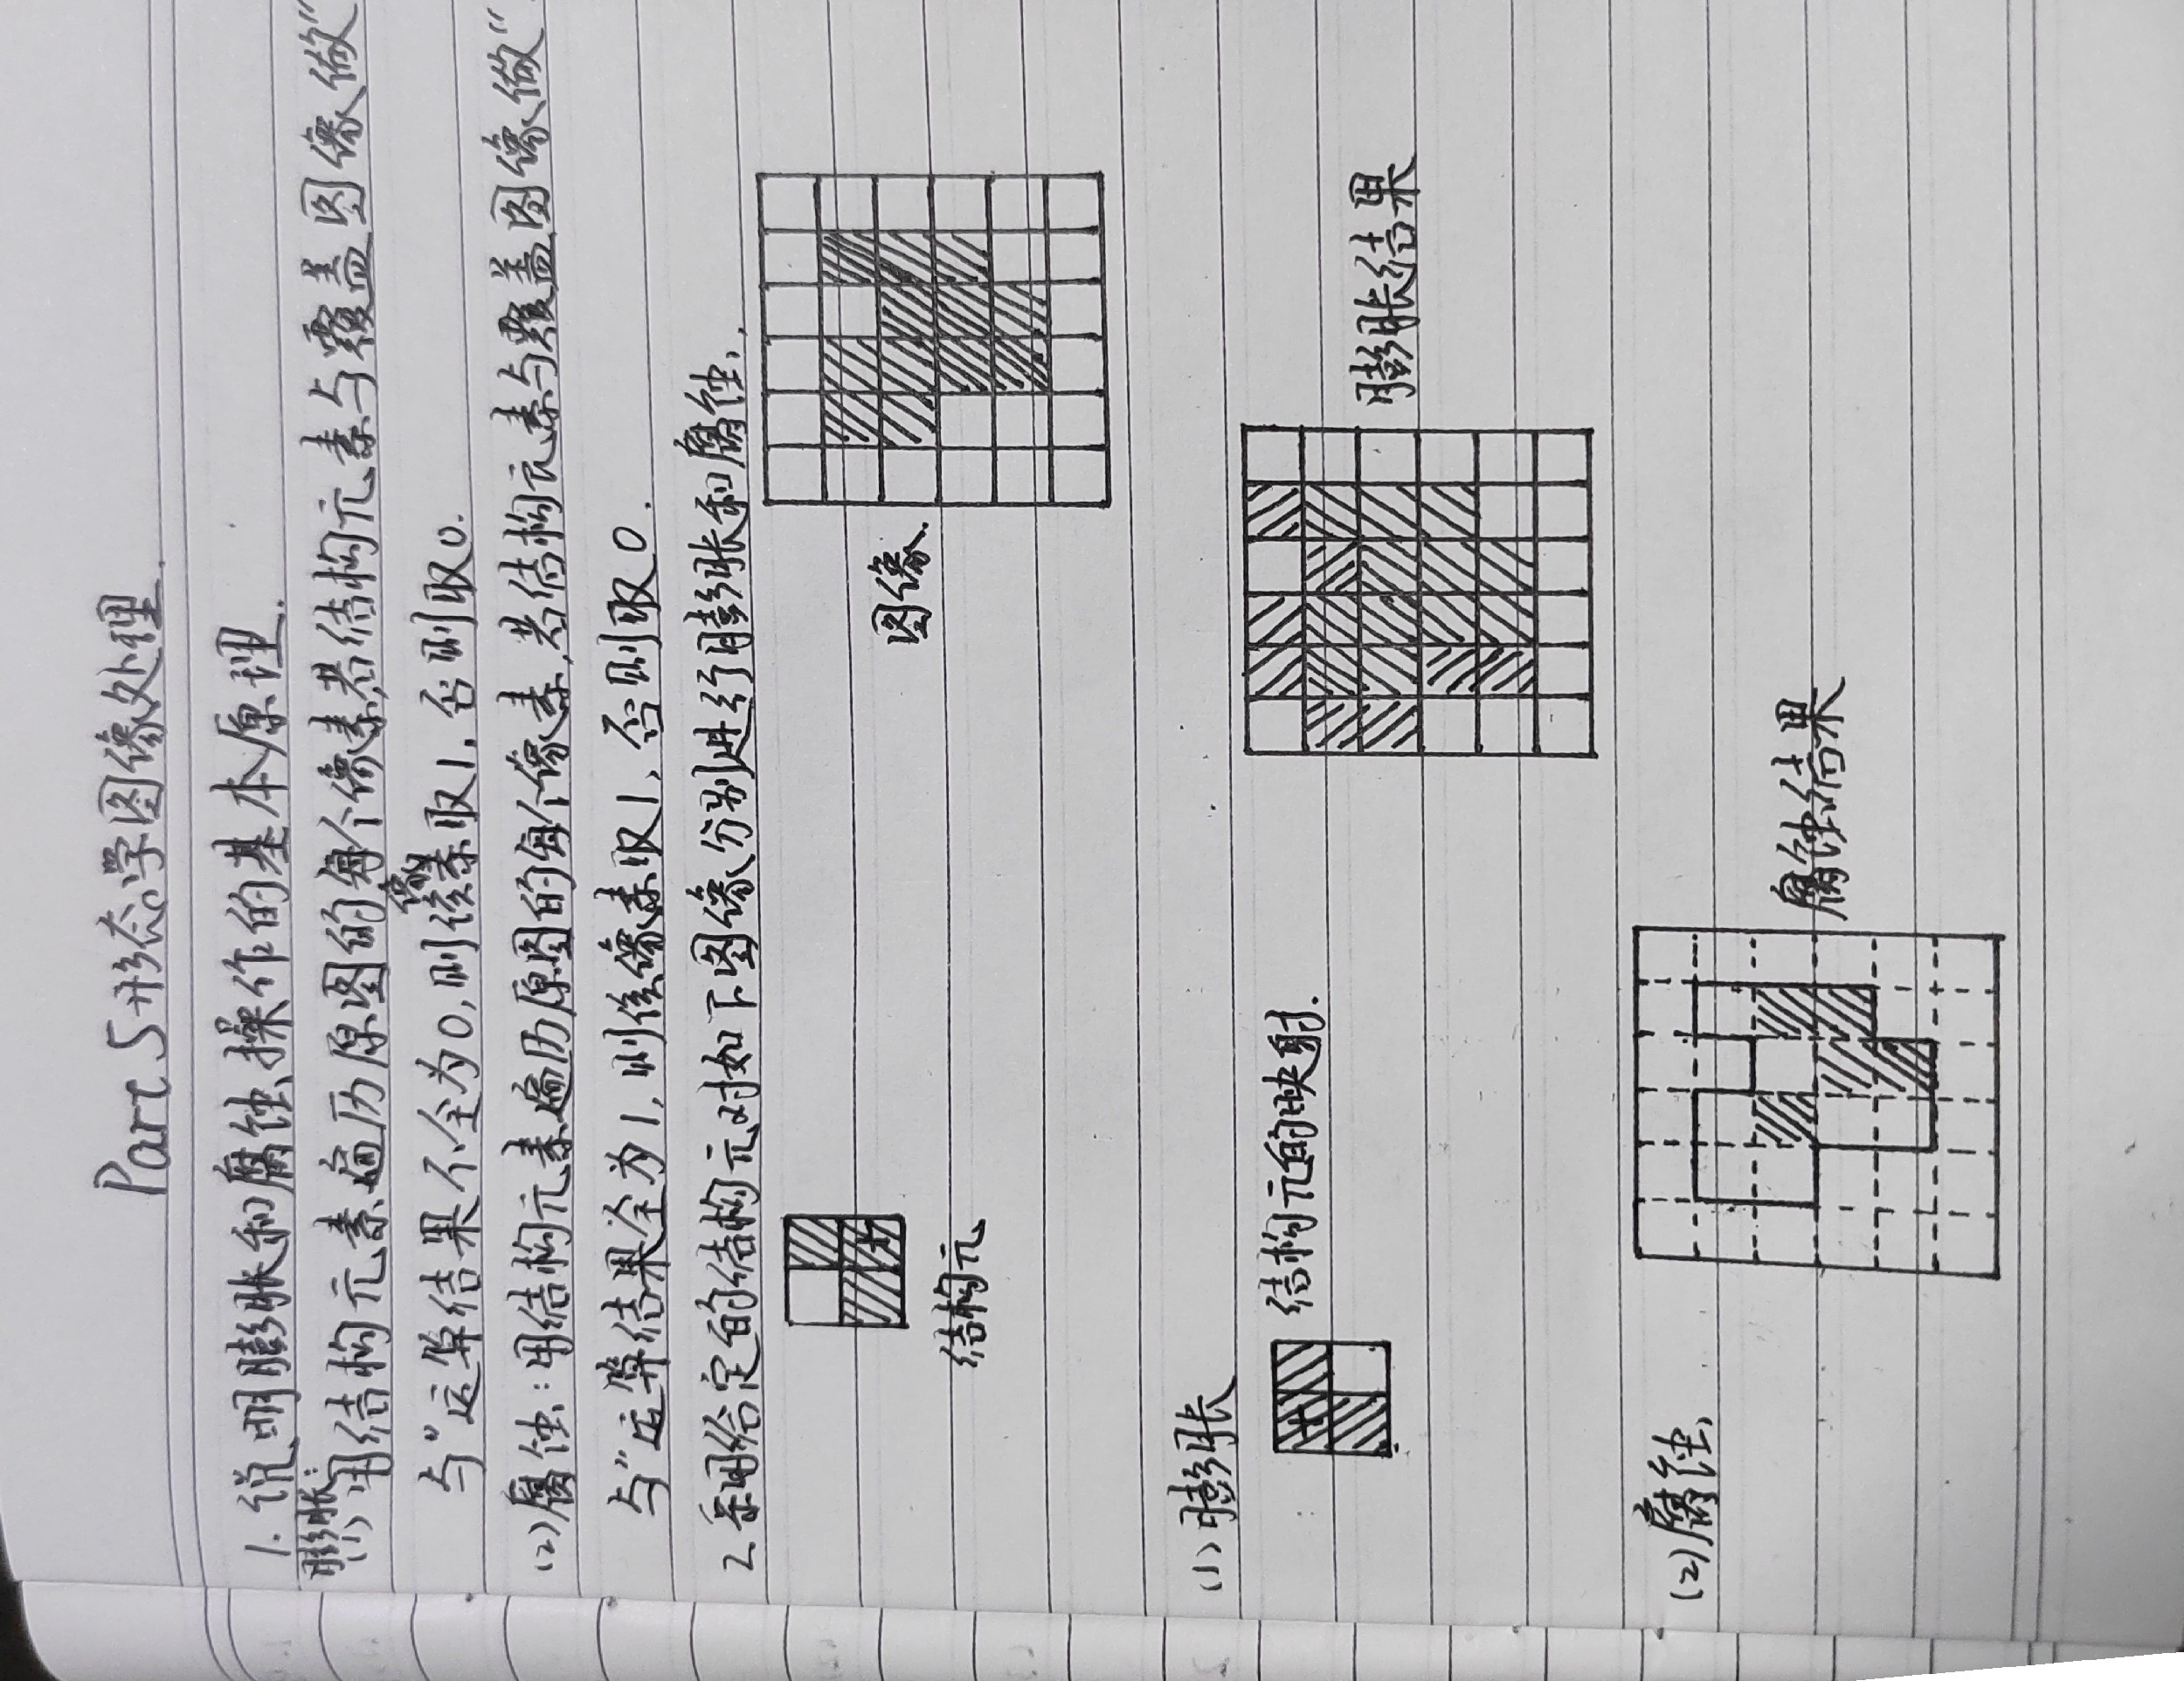 Part 5 形态学图像处理.
1. 说明膨胀和腐蚀操作的基本原理.
膨胀:
(1) 用结构元素遍历原图的每个像素,若结构元素与覆盖图像做“
与”运算结果不全为0,则该像素取1,否则取0.
(2) 腐蚀:用结构元素遍历原图的每个像素,若结构元素与覆盖图像做“
与”运算结果全为1,则该像素取1,否则取0.
2. 采用给定的结构元对如下图像分别进行膨胀和腐蚀.
图像.
结构元
(1) 膨胀
结构元的映射.
膨胀结果
(2) 腐蚀
腐蚀结果